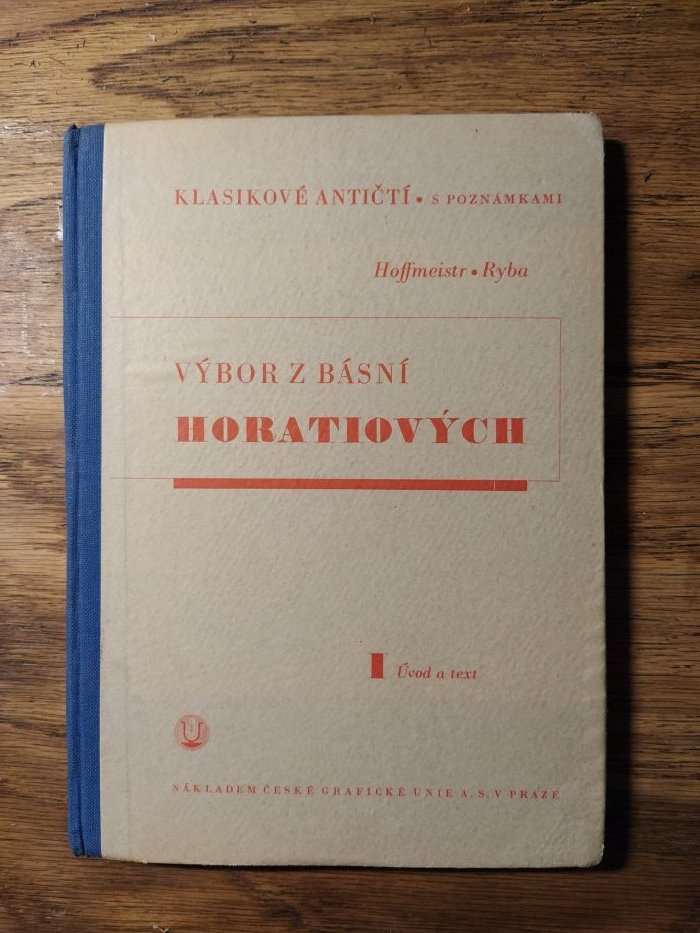 KLASIKOVÉ ANTIČTÍ • S POZNÁMKAMI
Hoffmeistr • Ryba
VÝBOR Z BÁSNÍ
HORATIOVÝCH
I Úvod a text
U
NÁKLADEM ČESKÉ GRAFICKÉ UNIE A. S. V PRAZE